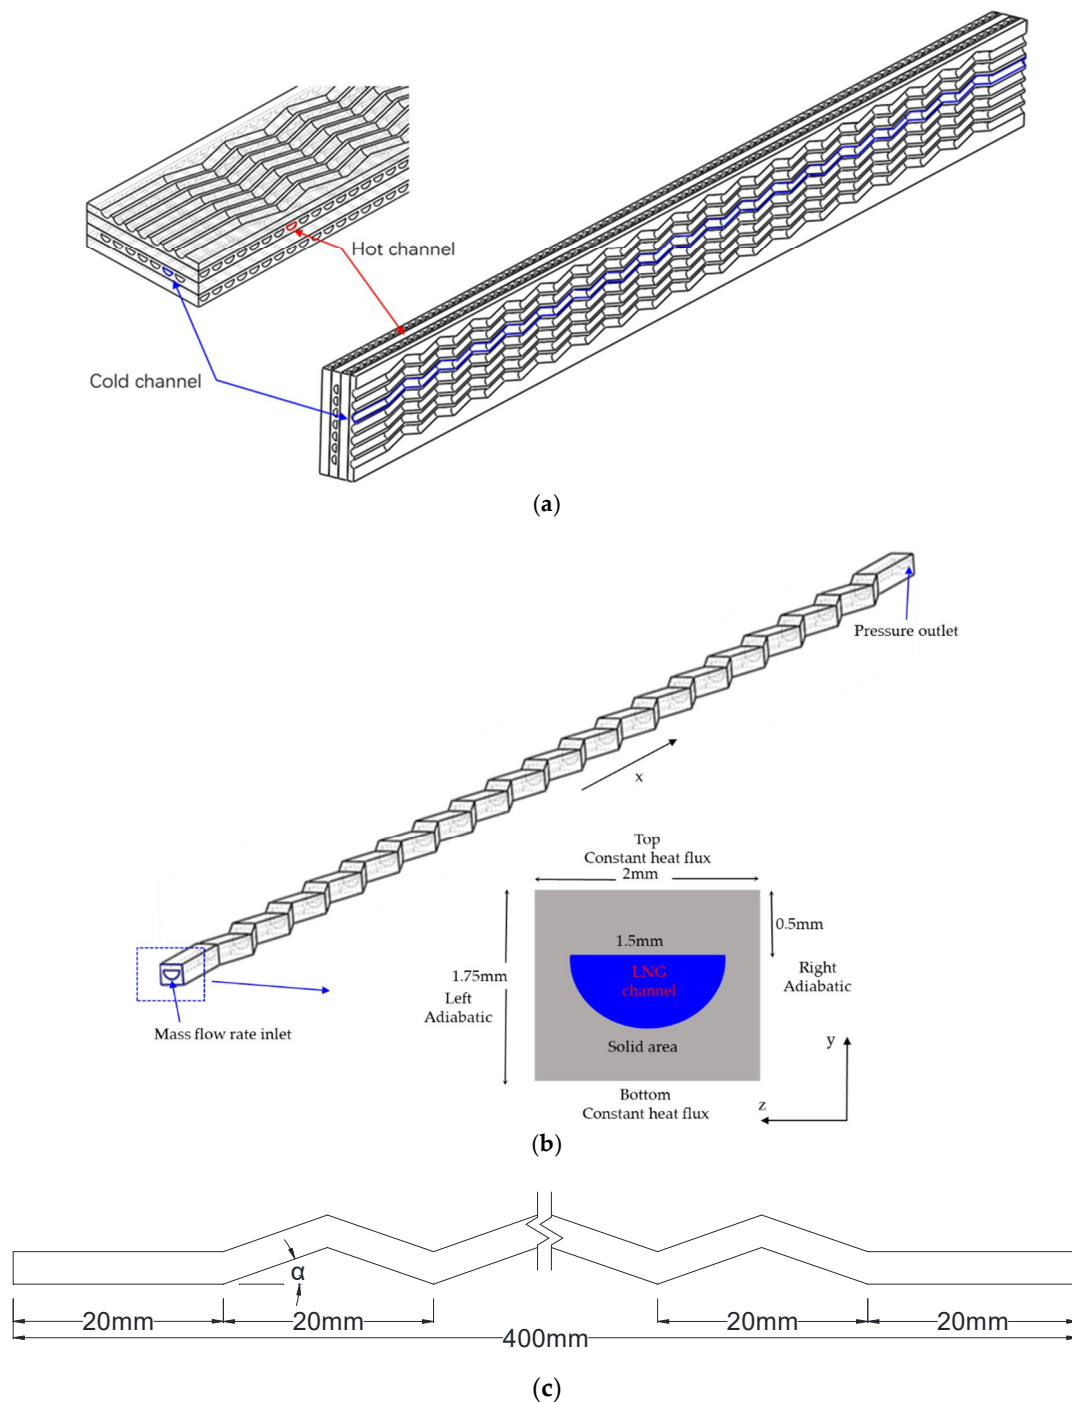 Hot channel
Cold channel
(a)
Pressure outlet
x
Mass flow rate inlet
Top
Constant heat flux
2mm
0.5mm
1.5mm
1.75mm
LNG
channel
Left
Adiabatic
Right
Adiabatic
Solid area
y
Bottom
Constant heat flux
z
(b)
α
20mm
20mm
20mm
20mm
400mm
(c)